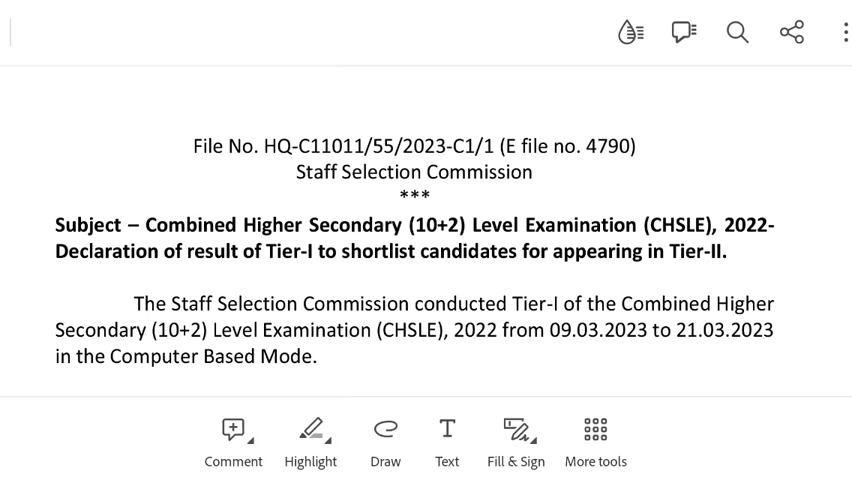 File No. HQ-C11011/55/2023-C1/1 (E file no. 4790)
Staff Selection Commission
***
Subject – Combined Higher Secondary (10+2) Level Examination (CHSLE), 2022-
Declaration of result of Tier-I to shortlist candidates for appearing in Tier-II.
The Staff Selection Commission conducted Tier-I of the Combined Higher
Secondary (10+2) Level Examination (CHSLE), 2022 from 09.03.2023 to 21.03.2023
in the Computer Based Mode.
Comment Highlight Draw Text Fill & Sign More tools